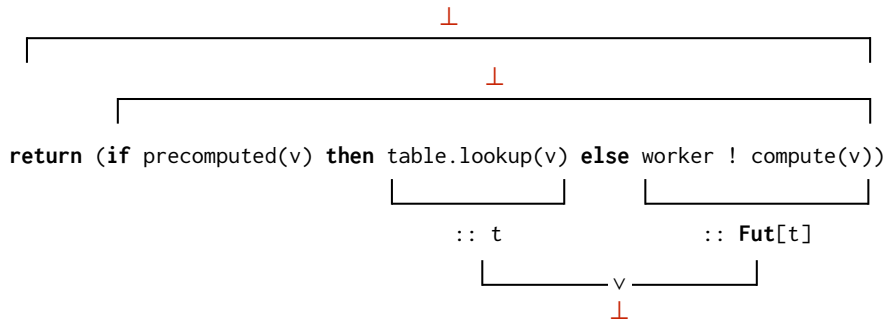 ⊥
⊥
return (if precomputed(v) then table.lookup(v) else worker ! compute(v))
:: t :: Fut[t]
∨
⊥